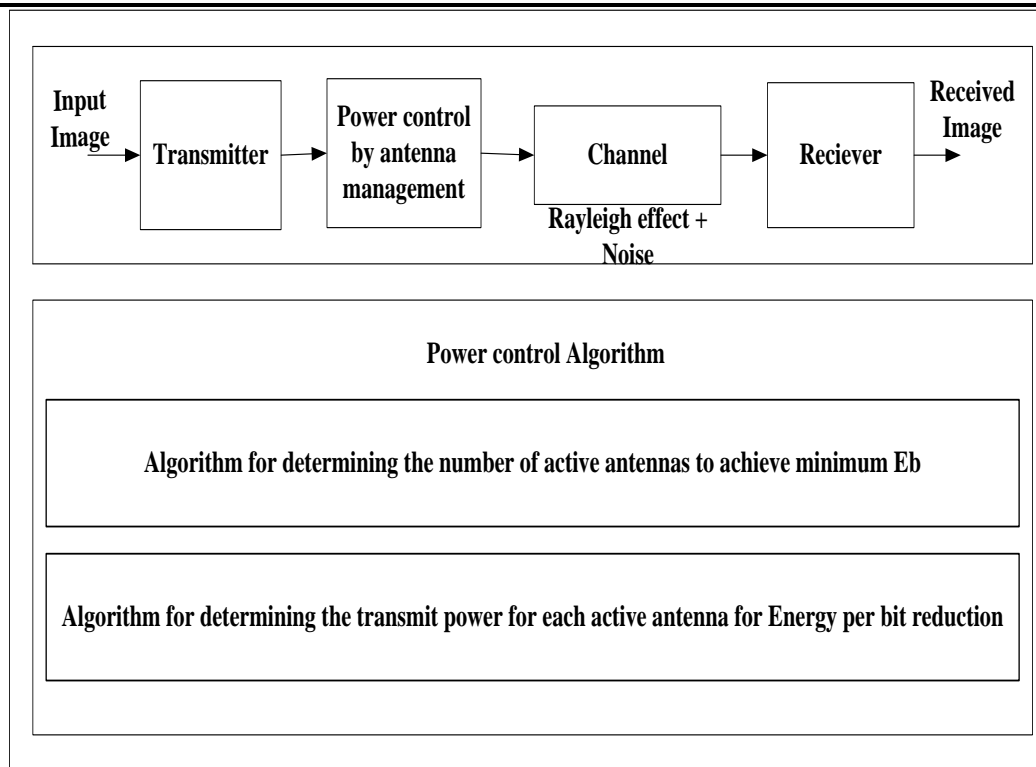 Input
Image
Transmitter
Power control
by antenna
management
Channel
Rayleigh effect +
Noise
Reciever
Received
Image
Power control Algorithm
Algorithm for determining the number of active antennas to achieve minimum Eb
Algorithm for determining the transmit power for each active antenna for Energy per bit reduction